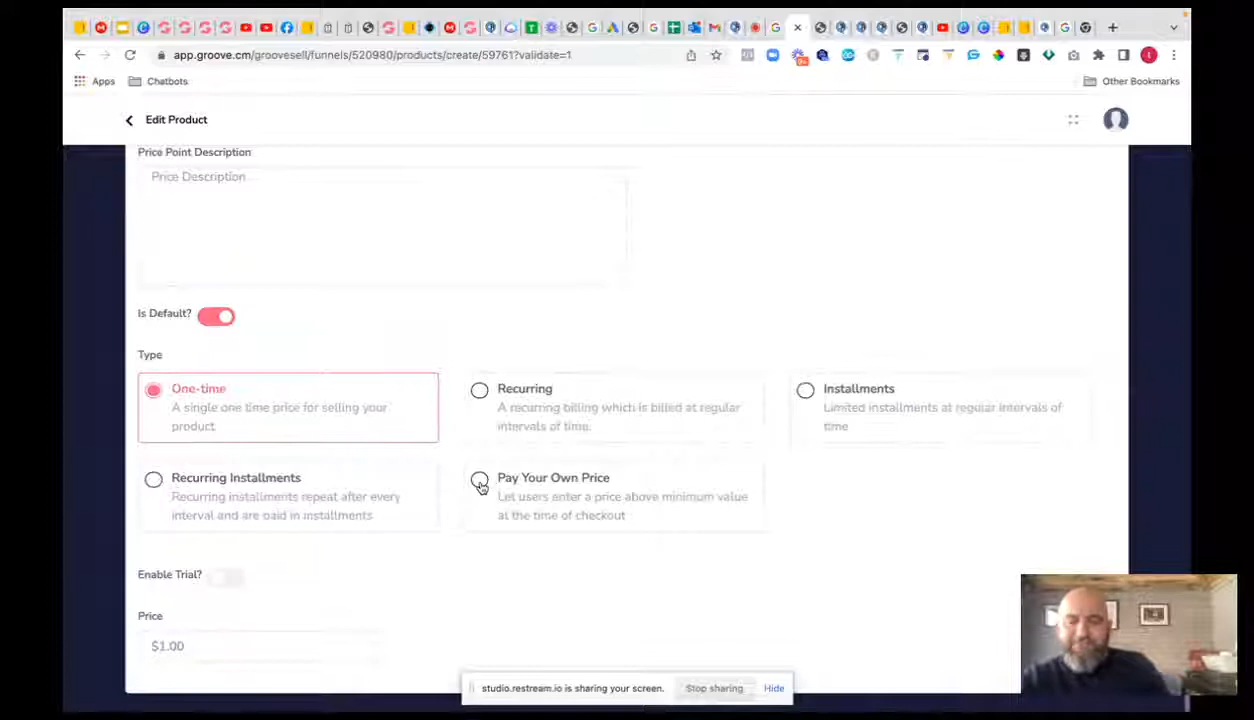 app.groove.cm/groovesell/funnels/520980/products/create/59761?validate=1
Apps
Chatbots
Other Bookmarks
Edit Product
Price Point Description
Price Description
Is Default?
Type
One-time
A single one time price for selling your
product
Recurring
A recurring billing which is billed at regular
intervals of time.
Installments
Limited installments at regular intervals of
time
Recurring Installments
Recurring installments repeat after every
interval and are paid in installments
Pay Your Own Price
Let users enter a price above minimum value
at the time of checkout
Enable Trial?
Price
$1.00
studio.restream.io is sharing your screen.
Stop sharing
Hide